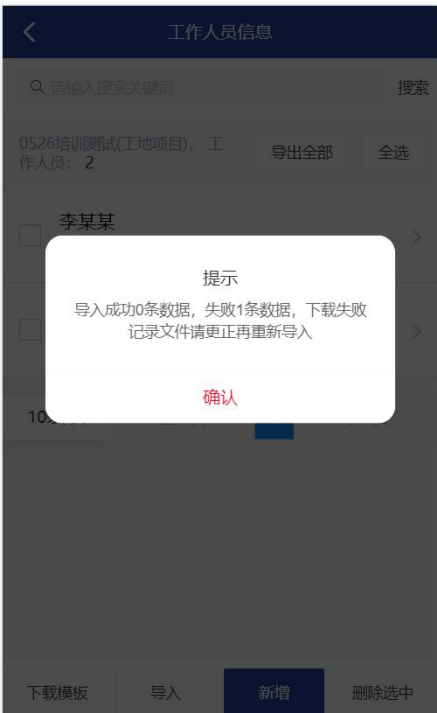 工作人员信息
请输入搜索关键词
搜索
0526培训测试(工地项目)， 工
作人员： 2
导出全部
全选
李某某
提示
导入成功0条数据，失败1条数据，下载失败
记录文件请更正再重新导入
确认
下载模板
导入
新增
删除选中